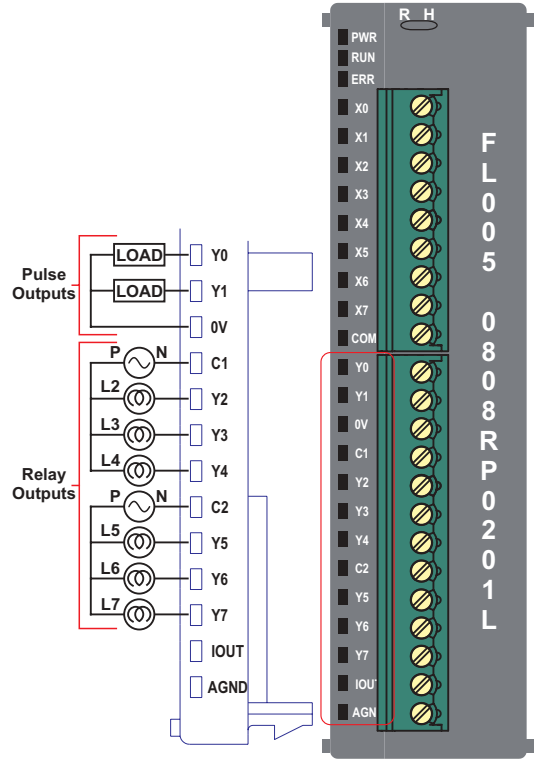 R H
PWR
RUN
ERR
X0
X1
X2
X3
X4
X5
X6
X7
COM
Y0
Y1
0V
C1
Y2
Y3
Y4
C2
Y5
Y6
Y7
IOUT
AGN
FL005 0808RP0201L
Pulse
Outputs
LOAD Y0
LOAD Y1
0V
Relay
Outputs
P N C1
L2 Y2
L3 Y3
L4 Y4
P N C2
L5 Y5
L6 Y6
L7 Y7
IOUT
AGND